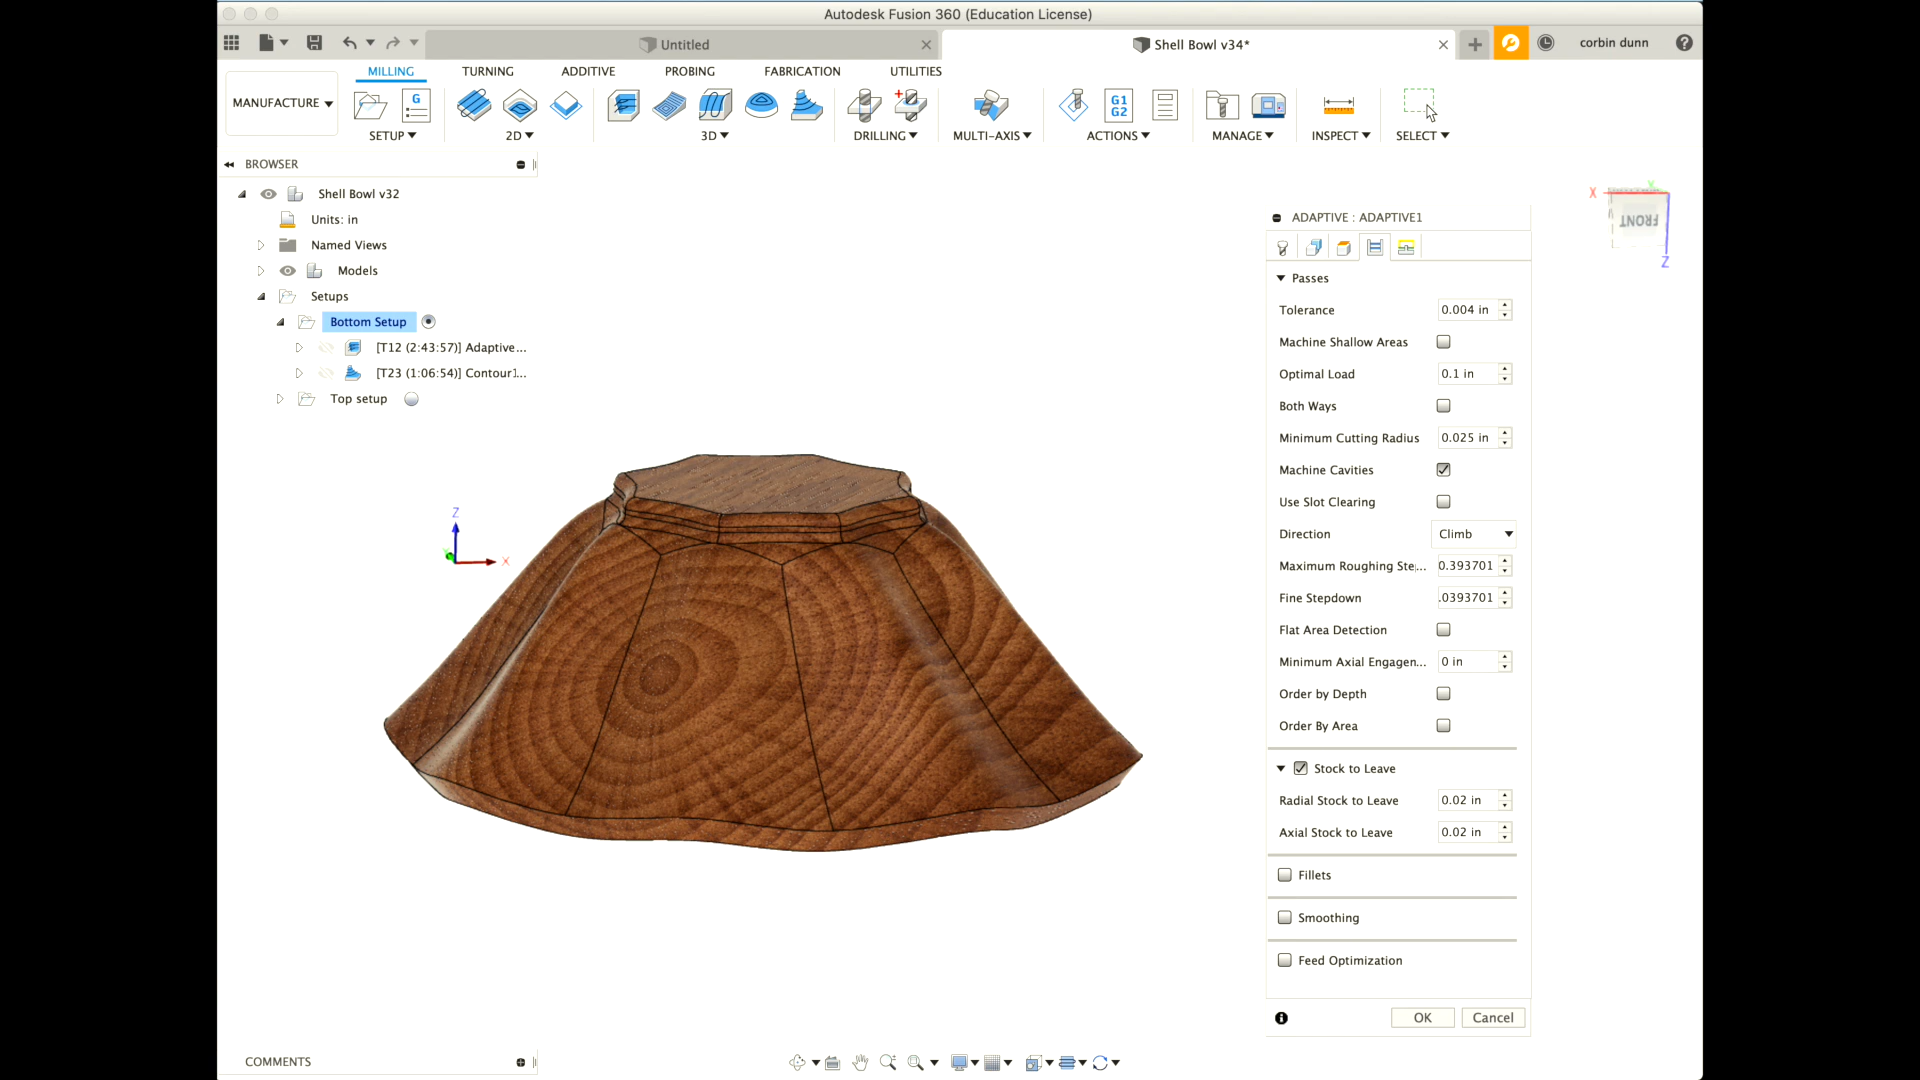 Autodesk Fusion 360 (Education License)
Untitled
Shell Bowl v34*
corbin dunn
MILLING
TURNING
ADDITIVE
PROBING
FABRICATION
UTILITIES
MANUFACTURE
G
G1
G2
SETUP
2D
3D
DRILLING
MULTI-AXIS
ACTIONS
MANAGE
INSPECT
SELECT
BROWSER
Shell Bowl v32
Units: in
Named Views
Models
Setups
Bottom Setup
[T12 (2:43:57)] Adaptive...
[T23 (1:06:54)] Contour1...
Top setup
Z
X
X
FRONT
Z
ADAPTIVE : ADAPTIVE1
Passes
Tolerance 0.004 in
Machine Shallow Areas
Optimal Load 0.1 in
Both Ways
Minimum Cutting Radius 0.025 in
Machine Cavities
Use Slot Clearing
Direction Climb
Maximum Roughing Ste... 0.393701
Fine Stepdown .0393701
Flat Area Detection
Minimum Axial Engagen... 0 in
Order by Depth
Order By Area
Stock to Leave
Radial Stock to Leave 0.02 in
Axial Stock to Leave 0.02 in
Fillets
Smoothing
Feed Optimization
OK
Cancel
COMMENTS